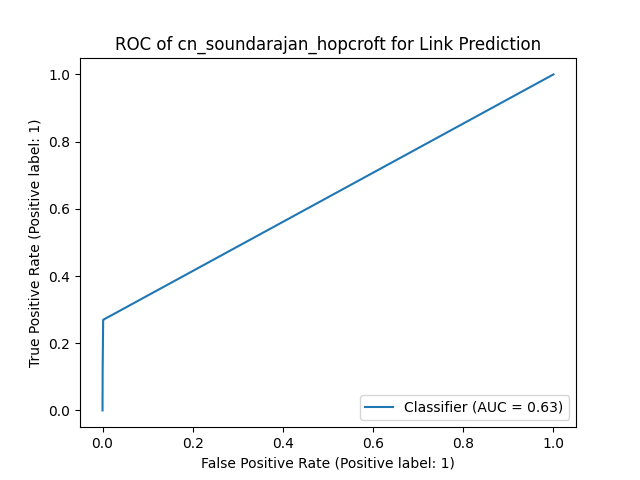 ROC of cn_soundarajan_hopcroft for Link Prediction
True Positive Rate (Positive label: 1)
1.0
0.8
0.6
0.4
0.2
0.0
Classifier (AUC = 0.63)
0.0 0.2 0.4 0.6 0.8 1.0
False Positive Rate (Positive label: 1)